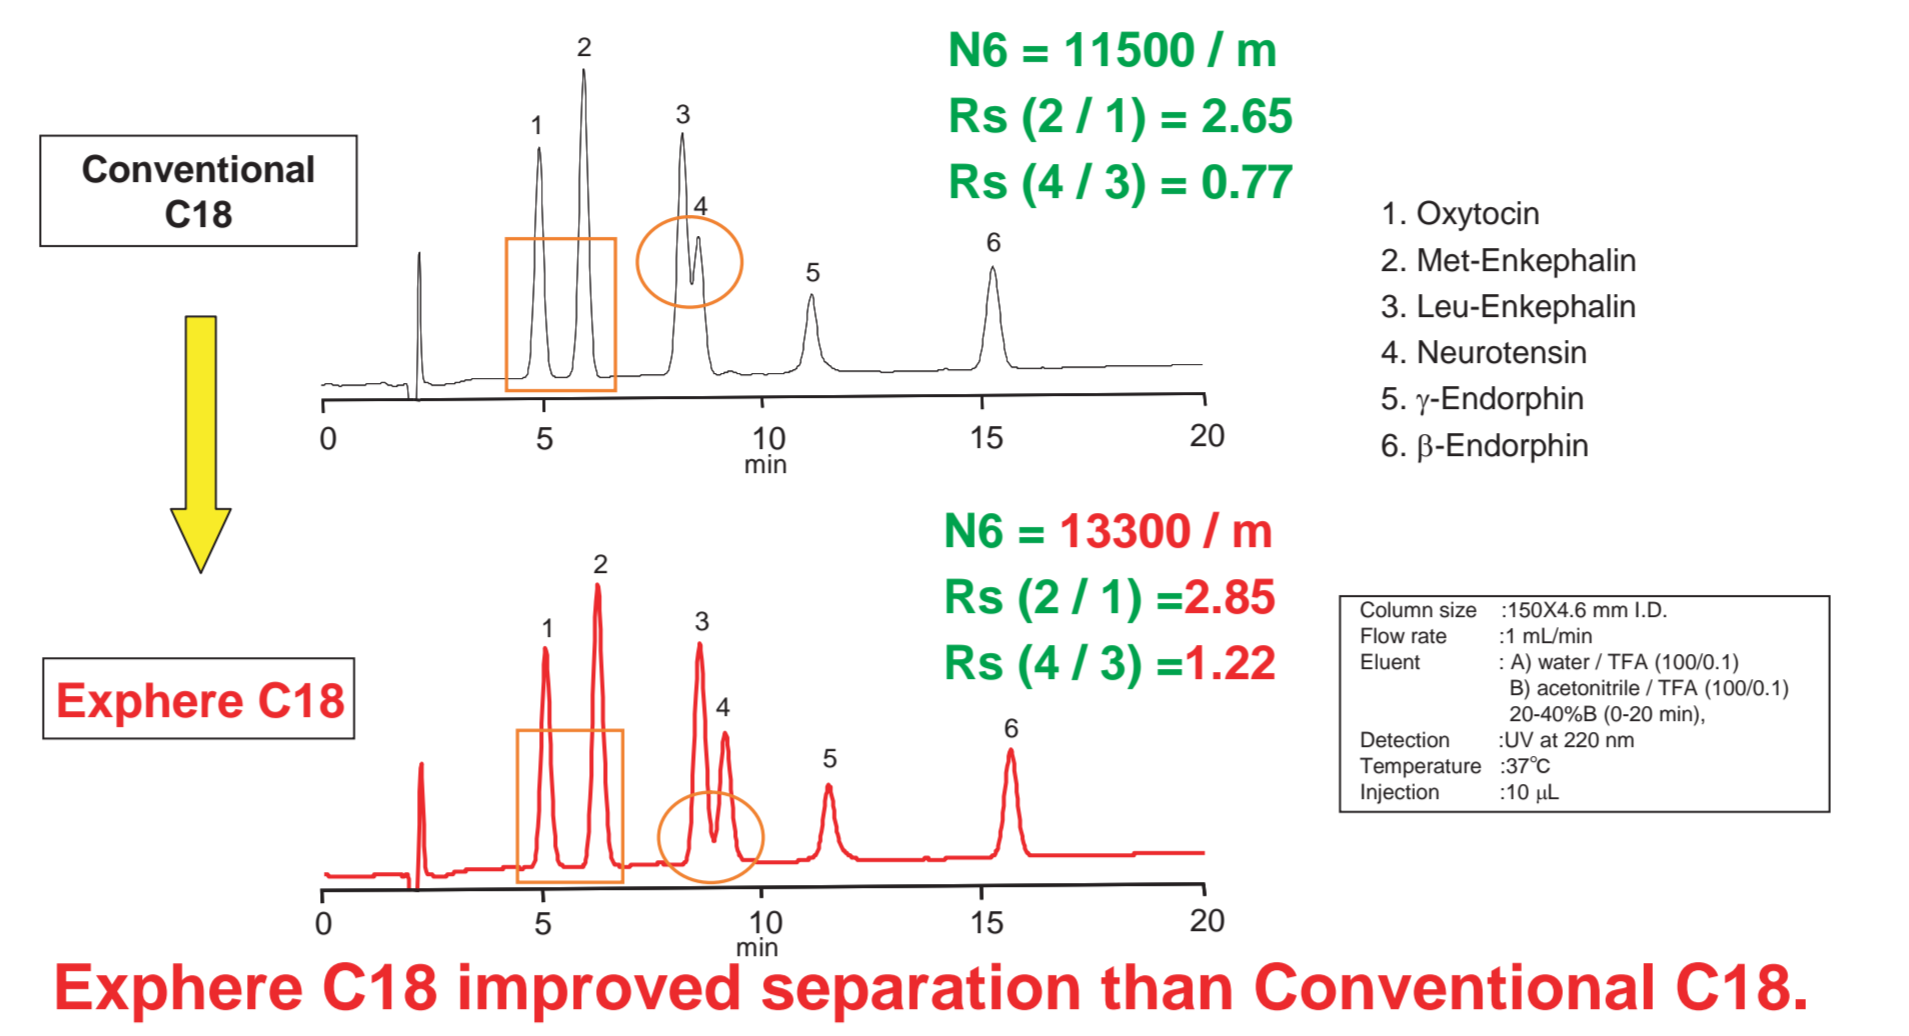 Conventional
C18
1
2
3
4
5
6
0
5
10
15
20
min
N6 = 11500 / m
Rs (2 / 1) = 2.65
Rs (4 / 3) = 0.77
1. Oxytocin
2. Met-Enkephalin
3. Leu-Enkephalin
4. Neurotensin
5. γ-Endorphin
6. β-Endorphin
Exphere C18
1
2
3
4
5
6
0
5
10
15
20
min
N6 = 13300 / m
Rs (2 / 1) =2.85
Rs (4 / 3) =1.22
Column size :150X4.6 mm I.D.
Flow rate :1 mL/min
Eluent : A) water / TFA (100/0.1)
B) acetonitrile / TFA (100/0.1)
20-40%B (0-20 min),
Detection :UV at 220 nm
Temperature :37℃
Injection :10 μL
Exphere C18 improved separation than Conventional C18.